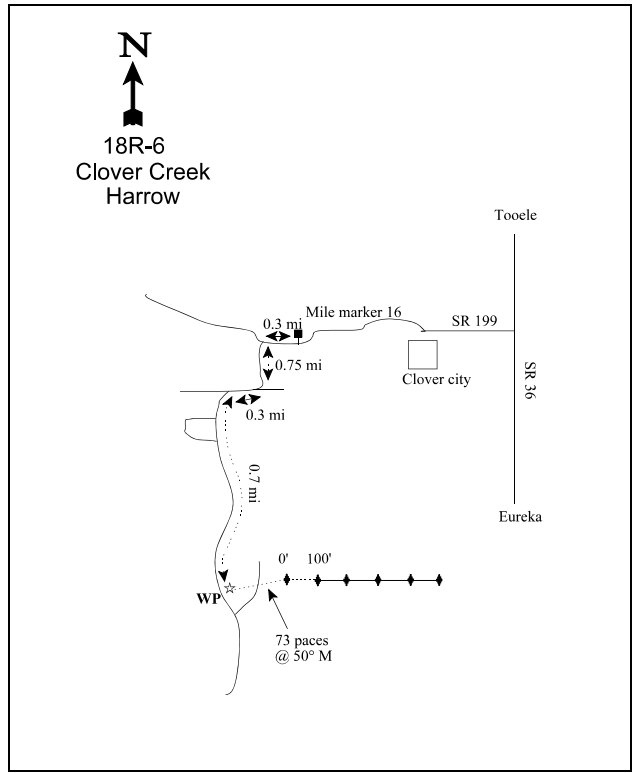 N
18R-6
Clover Creek
Harrow
Tooele
Mile marker 16
0.3 mi
SR 199
0.75 mi
Clover city
SR 36
0.3 mi
0.7 mi
Eureka
0' 100'
WP
73 paces
@ 50° M